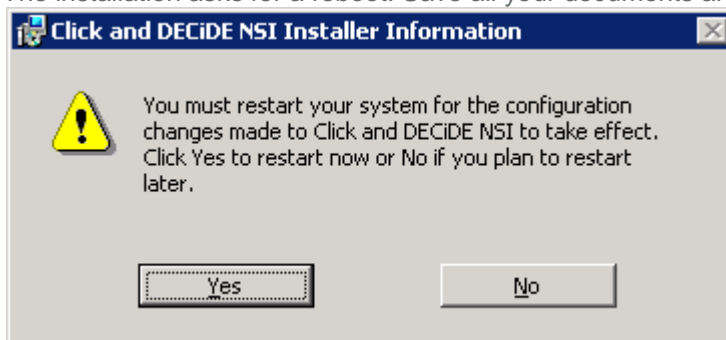 The installation asks for a reboot. Save all your documents an
Click and DECiDE NSI Installer Information
You must restart your system for the configuration
changes made to Click and DECiDE NSI to take effect.
Click Yes to restart now or No if you plan to restart
later.
Yes
No